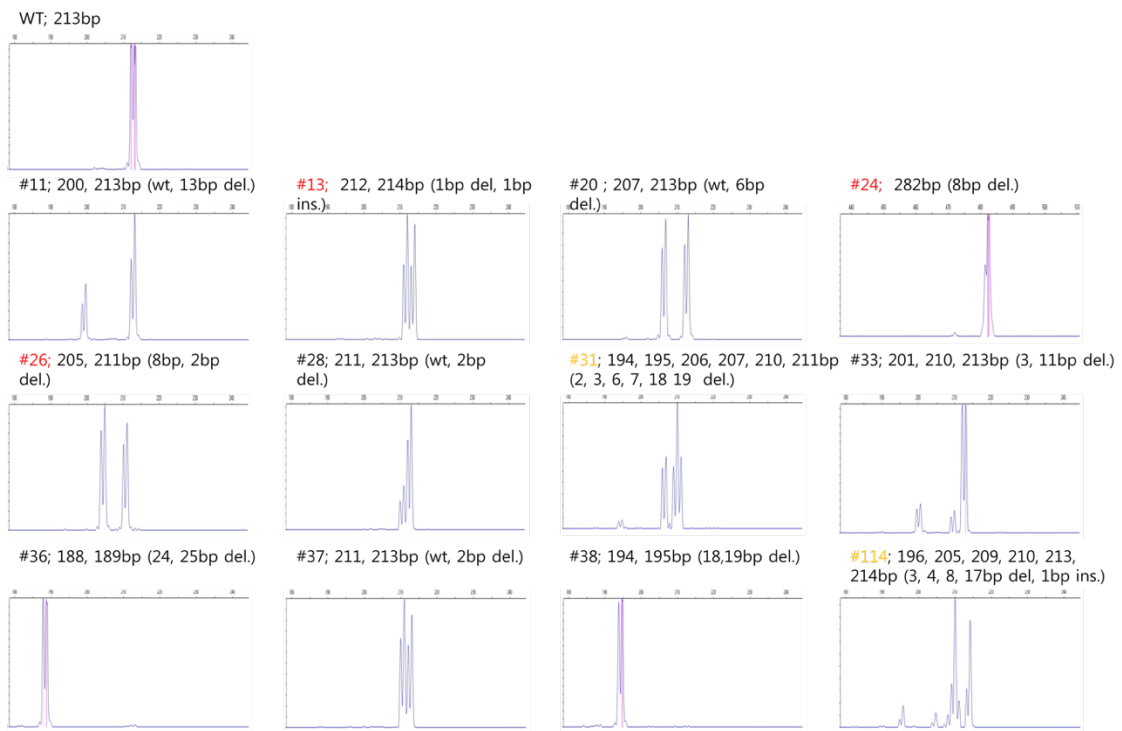 WT; 213bp
#11; 200, 213bp (wt, 13bp del.)
#13; 212, 214bp (1bp del, 1bp
ins.)
#20 ; 207, 213bp (wt, 6bp
del.)
#24; 282bp (8bp del.)
#26; 205, 211bp (8bp, 2bp
del.)
#28; 211, 213bp (wt, 2bp
del.)
#31; 194, 195, 206, 207, 210, 211bp
(2, 3, 6, 7, 18 19 del.)
#33; 201, 210, 213bp (3, 11bp del.)
#36; 188, 189bp (24, 25bp del.)
#37; 211, 213bp (wt, 2bp del.)
#38; 194, 195bp (18,19bp del.)
#114; 196, 205, 209, 210, 213,
214bp (3, 4, 8, 17bp del, 1bp ins.)